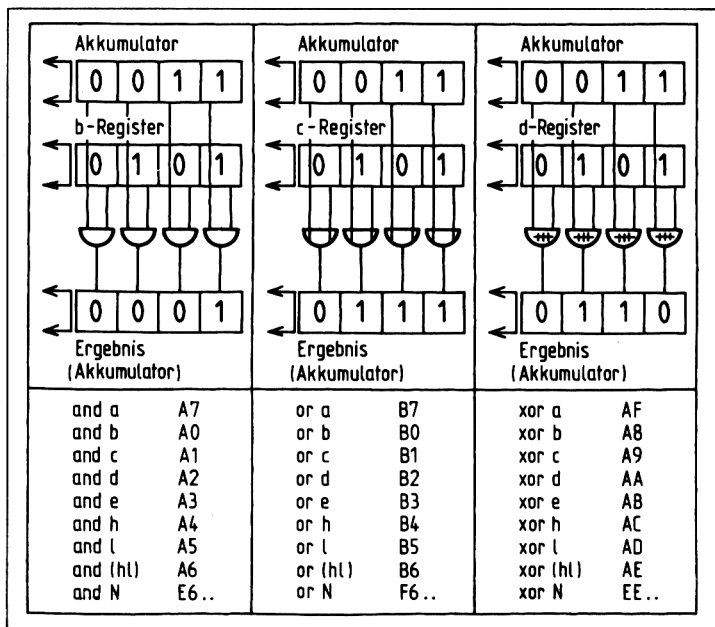 Akkumulator
0 0 1 1
b-Register
0 1 0 1
0 0 0 1
Ergebnis
(Akkumulator)
and a A7
and b A0
and c A1
and d A2
and e A3
and h A4
and l A5
and (hl) A6
and N E6..
Akkumulator
0 0 1 1
c-Register
0 1 0 1
0 1 1 1
Ergebnis
(Akkumulator)
or a B7
or b B0
or c B1
or d B2
or e B3
or h B4
or l B5
or (hl) B6
or N F6..
Akkumulator
0 0 1 1
d-Register
0 1 0 1
0 1 1 0
Ergebnis
(Akkumulator)
xor a AF
xor b A8
xor c A9
xor d AA
xor e AB
xor h AC
xor l AD
xor (hl) AE
xor N EE..